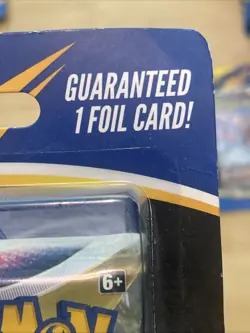 GUARANTEED
1 FOIL CARD!
6+